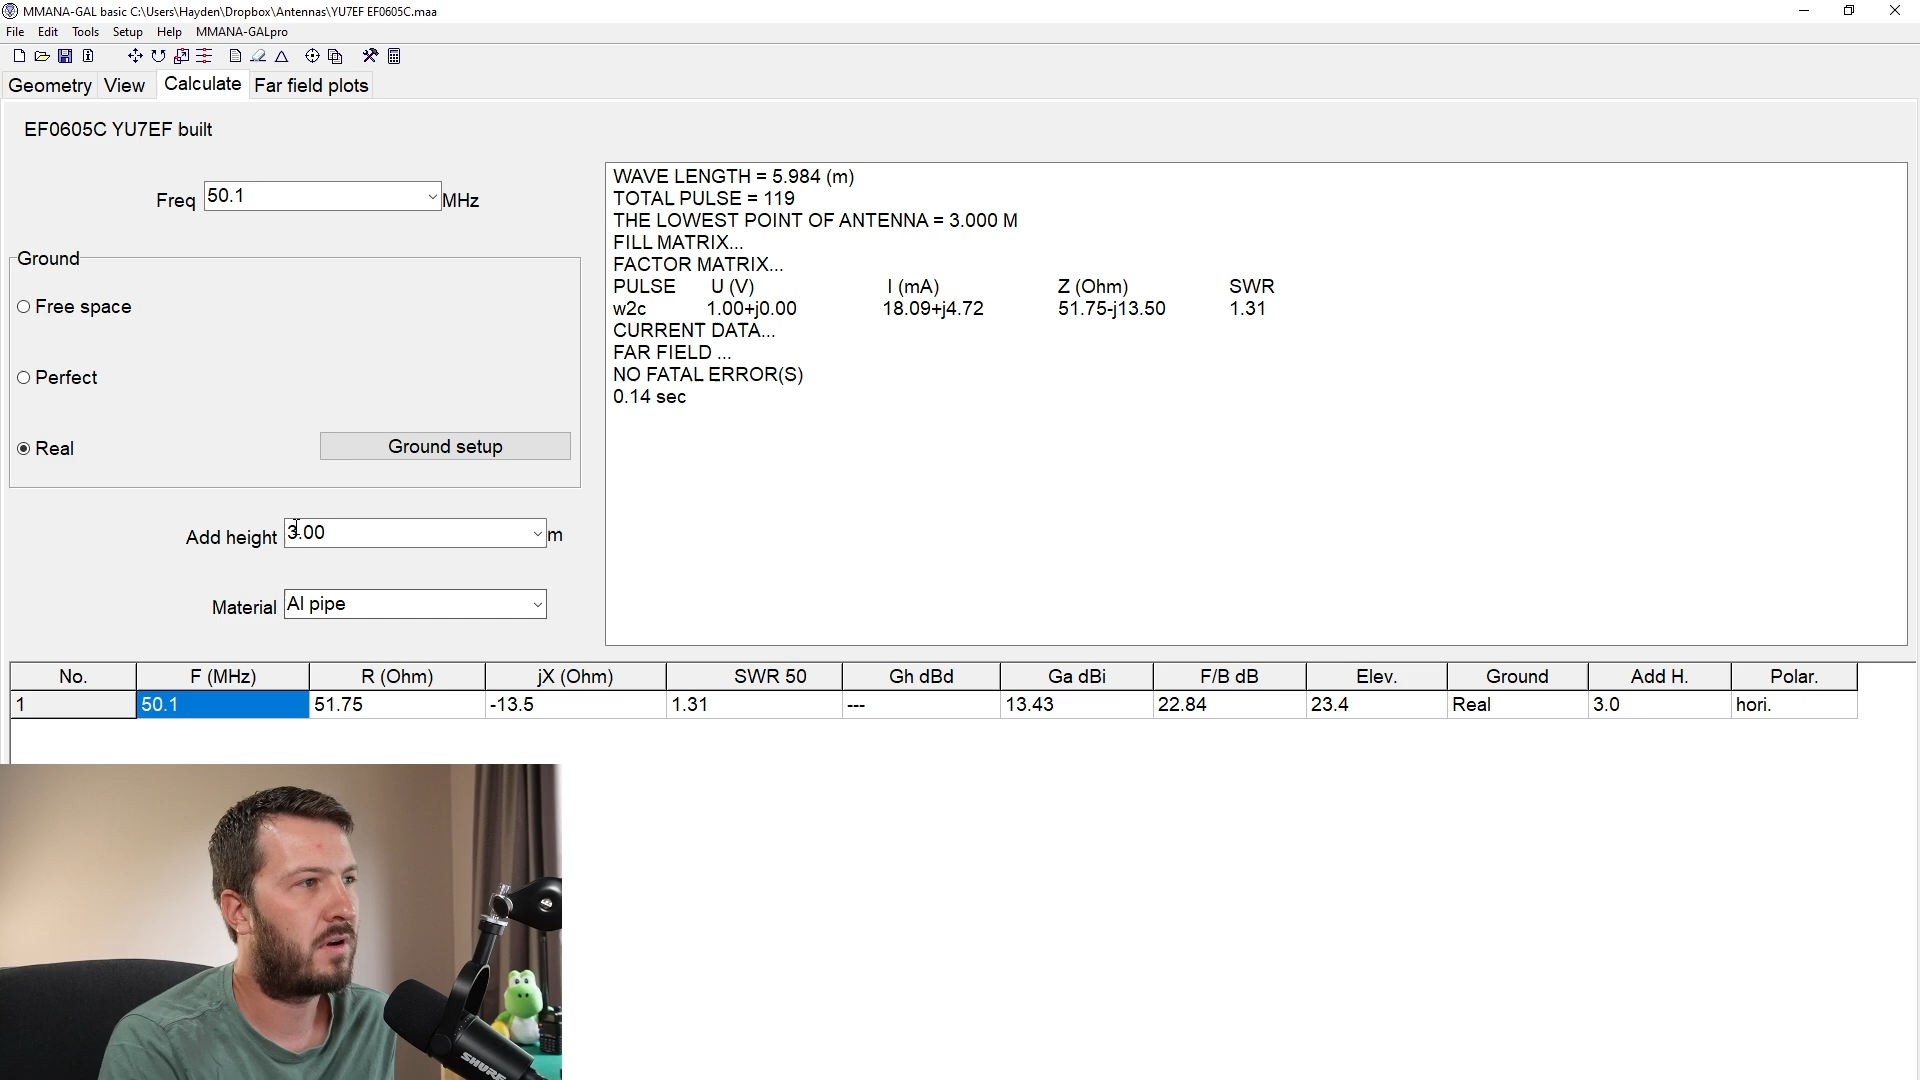 MMANA-GAL basic C:\Users\Hayden\Dropbox\Antennas\YU7EF EF0605C.maa
File Edit Tools Setup Help MMANA-GALpro
Geometry View Calculate Far field plots
EF0605C YU7EF built
Freq 50.1 MHz
Ground
Free space
Perfect
Real Ground setup
Add height 3.00 m
Material Al pipe
WAVE LENGTH = 5.984 (m)
TOTAL PULSE = 119
THE LOWEST POINT OF ANTENNA = 3.000 M
FILL MATRIX...
FACTOR MATRIX...
PULSE U (V) I (mA) Z (Ohm) SWR
w2c 1.00+j0.00 18.09+j4.72 51.75-j13.50 1.31
CURRENT DATA...
FAR FIELD ...
NO FATAL ERROR(S)
0.14 sec
No. F (MHz) R (Ohm) jX (Ohm) SWR 50 Gh dBd Ga dBi F/B dB Elev. Ground Add H. Polar.
1 50.1 51.75 -13.5 1.31 --- 13.43 22.84 23.4 Real 3.0 hori.
SHURE